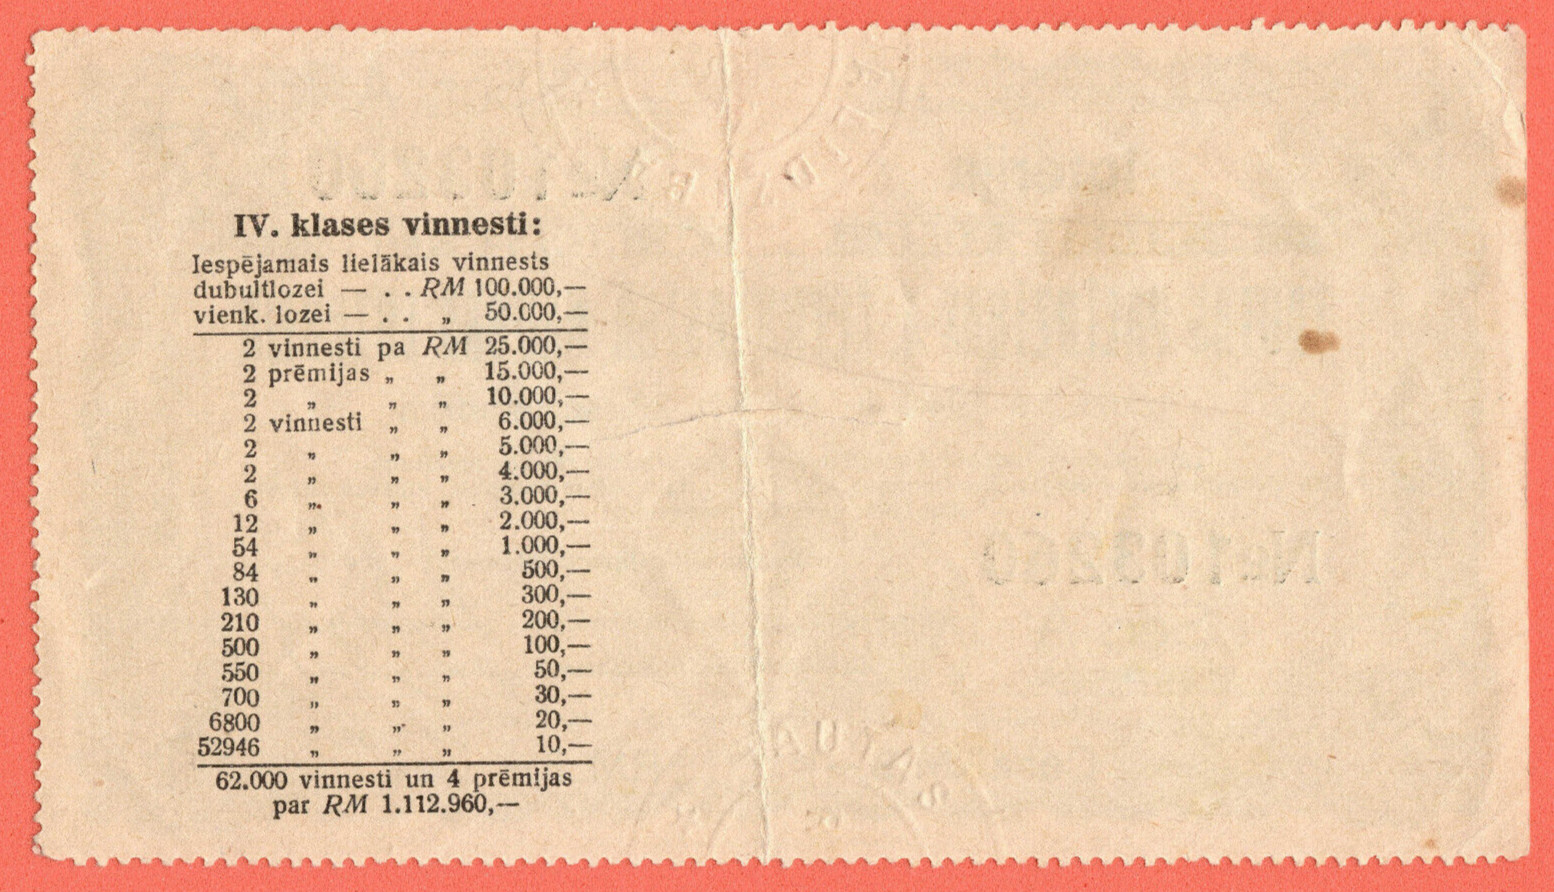 IV. klases vinnesti:
Iespējamais lielākais vinnests
dubultlozei — . . RM 100.000,—
vienk. lozei — . . „ 50.000,—
2 vinnesti pa RM 25.000,—
2 prēmijas „ „ 15.000,—
2 „ „ „ 10.000,—
2 vinnesti „ „ 6.000,—
2 „ „ „ 5.000,—
2 „ „ „ 4.000,—
6 „ „ „ 3.000,—
12 „ „ „ 2.000,—
54 „ „ „ 1.000,—
84 „ „ „ 500,—
130 „ „ „ 300,—
210 „ „ „ 200,—
500 „ „ „ 100,—
550 „ „ „ 50,—
700 „ „ „ 30,—
6800 „ „ „ 20,—
52946 „ „ „ 10,—
62.000 vinnesti un 4 prēmijas
par RM 1.112.960,—